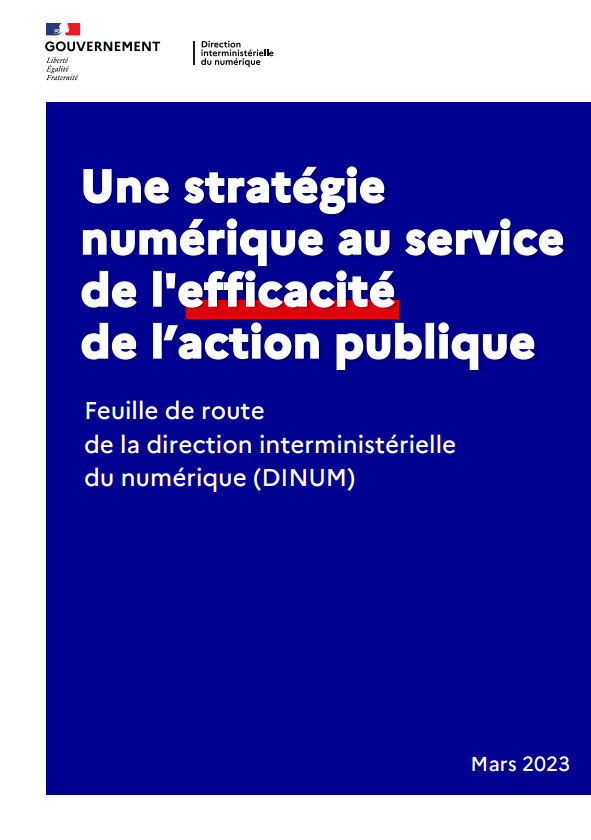 GOUVERNEMENT
Liberté
Égalité
Fraternité
Direction
interministérielle
du numérique
Une stratégie
numérique au service
de l'efficacité
de l’action publique
Feuille de route
de la direction interministérielle
du numérique (DINUM)
Mars 2023